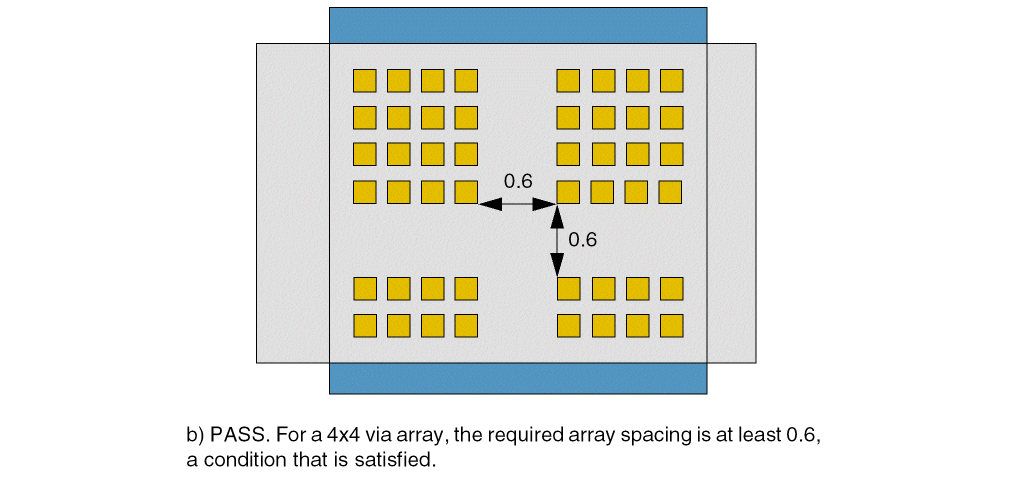 0.6
0.6
b) PASS. For a 4x4 via array, the required array spacing is at least 0.6,
a condition that is satisfied.